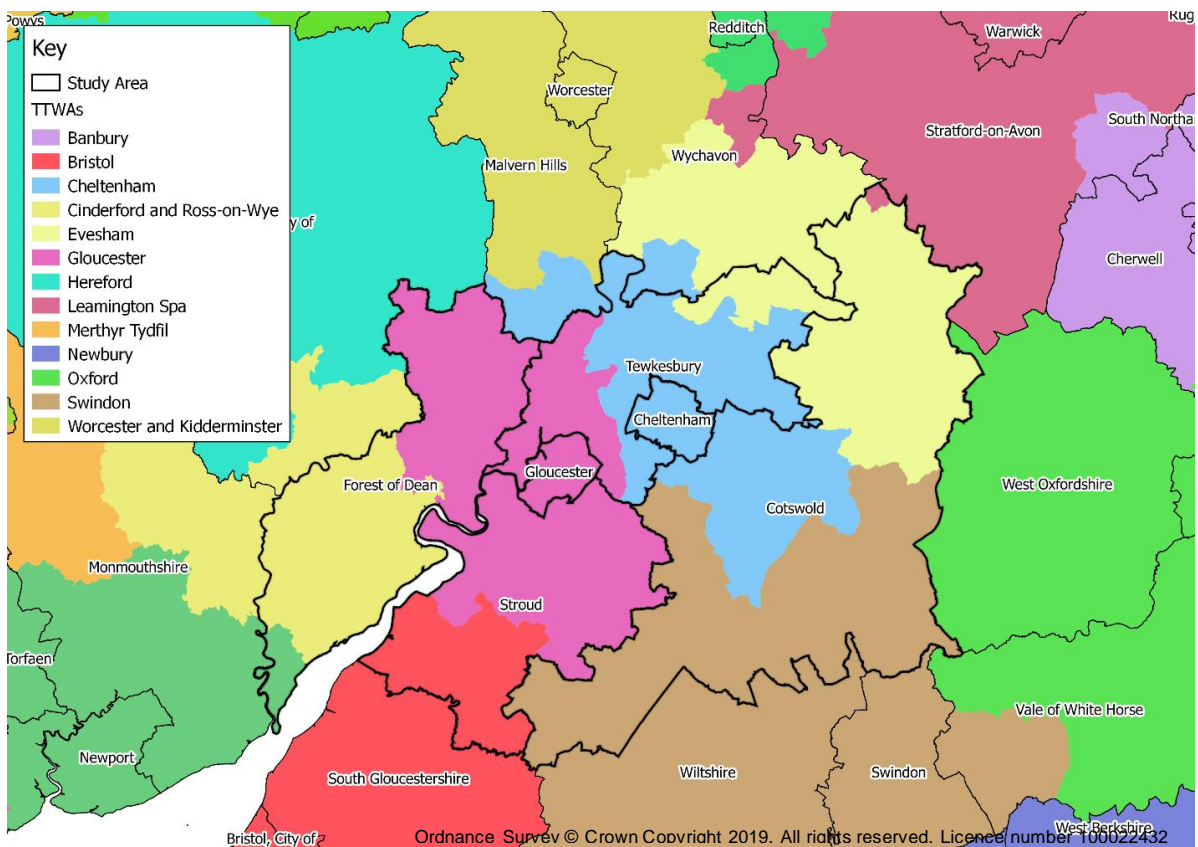 Powys
Redditch
Warwick
Rug
Key
Study Area
TTWAs
Banbury
Bristol
Cheltenham
Cinderford and Ross-on-Wye
Evesham
Gloucester
Hereford
Leamington Spa
Merthyr Tydfil
Newbury
Oxford
Swindon
Worcester and Kidderminster
Worcester
South Northan
Stratford-on-Avon
Wychavon
Malvern Hills
y of
Cherwell
Tewkesbury
Cheltenham
Gloucester
Forest of Dean
West Oxfordshire
Cotswold
Monmouthshire
Stroud
Torfaen
Vale of White Horse
Newport
South Gloucestershire
Wiltshire
Swindon
West Berkshire
Bristol, City of
Ordnance Survey © Crown Copyright 2019. All rights reserved. Licence number 100022432